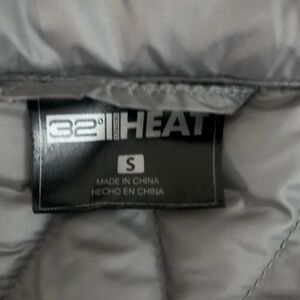 32° HEAT
S
MADE IN CHINA
HECHO EN CHINA